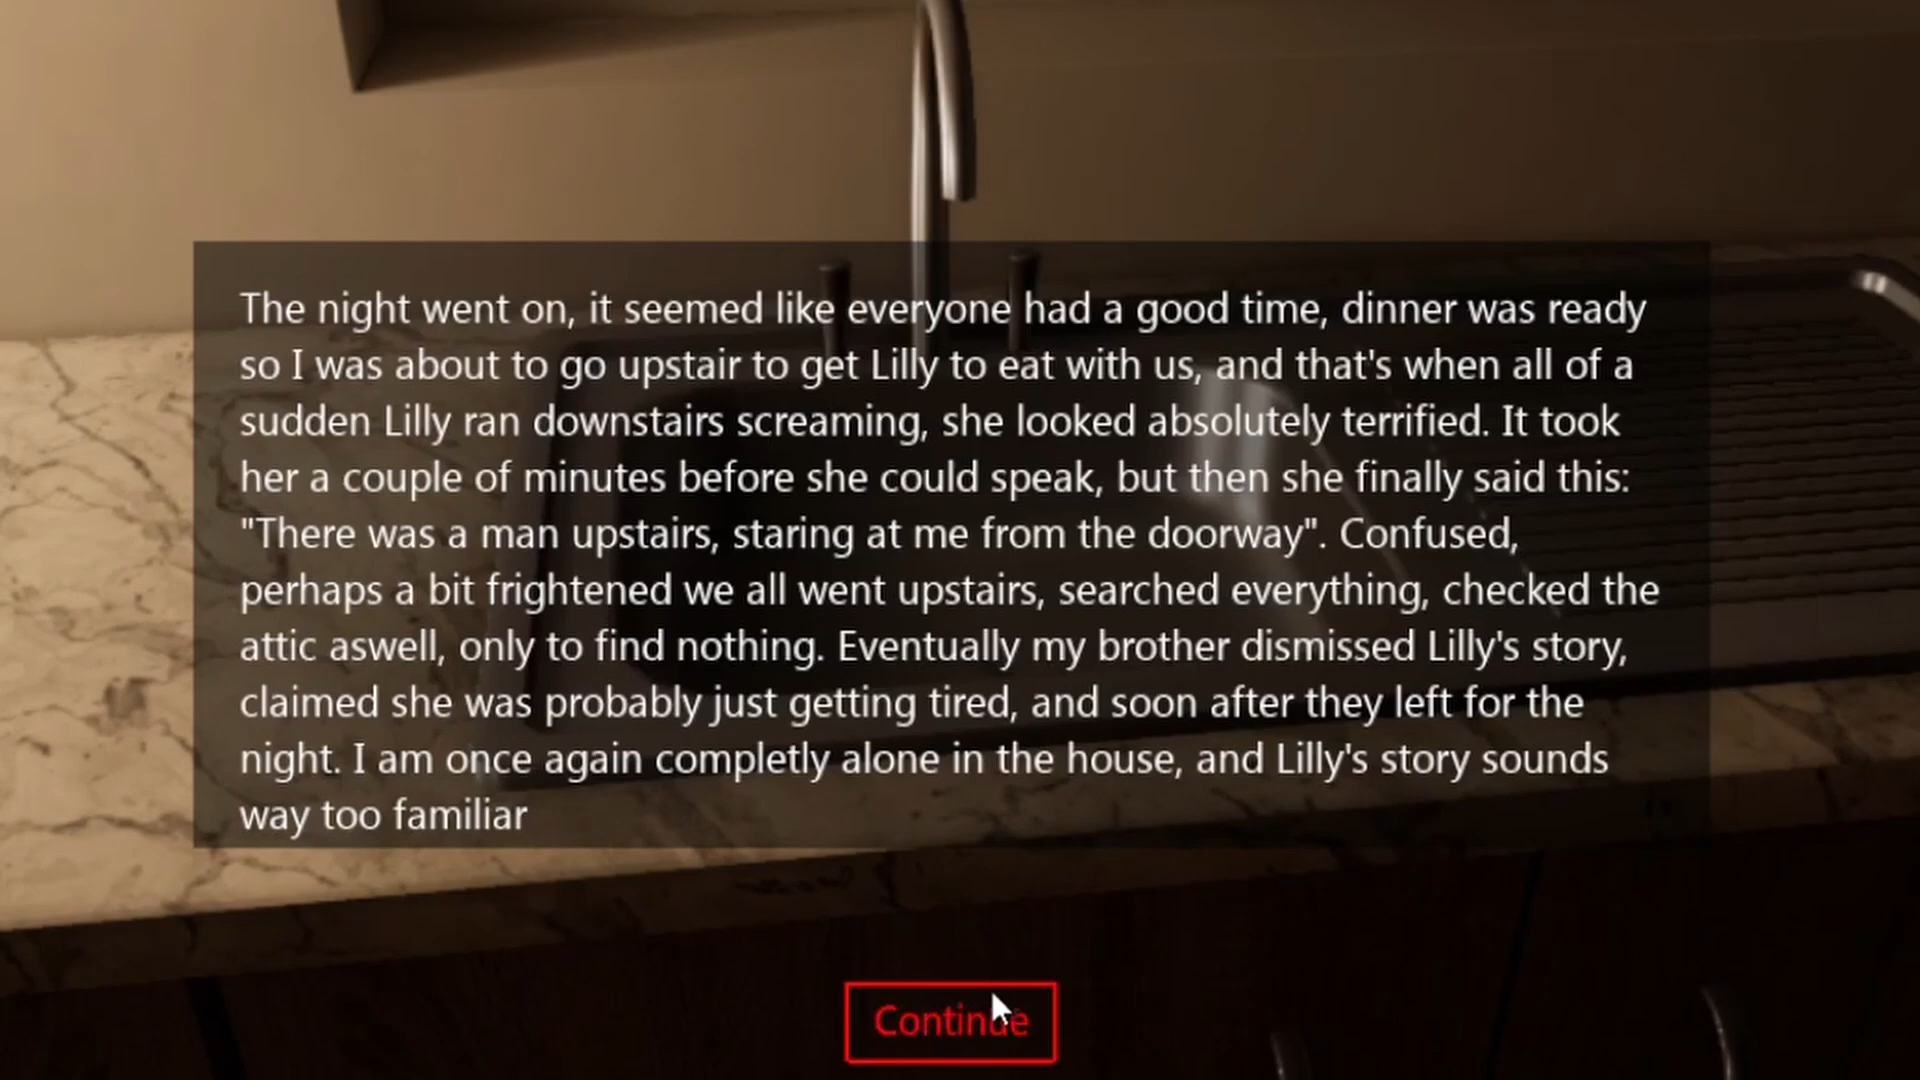 The night went on, it seemed like everyone had a good time, dinner was ready
so I was about to go upstair to get Lilly to eat with us, and that's when all of a
sudden Lilly ran downstairs screaming, she looked absolutely terrified. It took
her a couple of minutes before she could speak, but then she finally said this:
"There was a man upstairs, staring at me from the doorway". Confused,
perhaps a bit frightened we all went upstairs, searched everything, checked the
attic aswell, only to find nothing. Eventually my brother dismissed Lilly's story,
claimed she was probably just getting tired, and soon after they left for the
night. I am once again completly alone in the house, and Lilly's story sounds
way too familiar
Continue